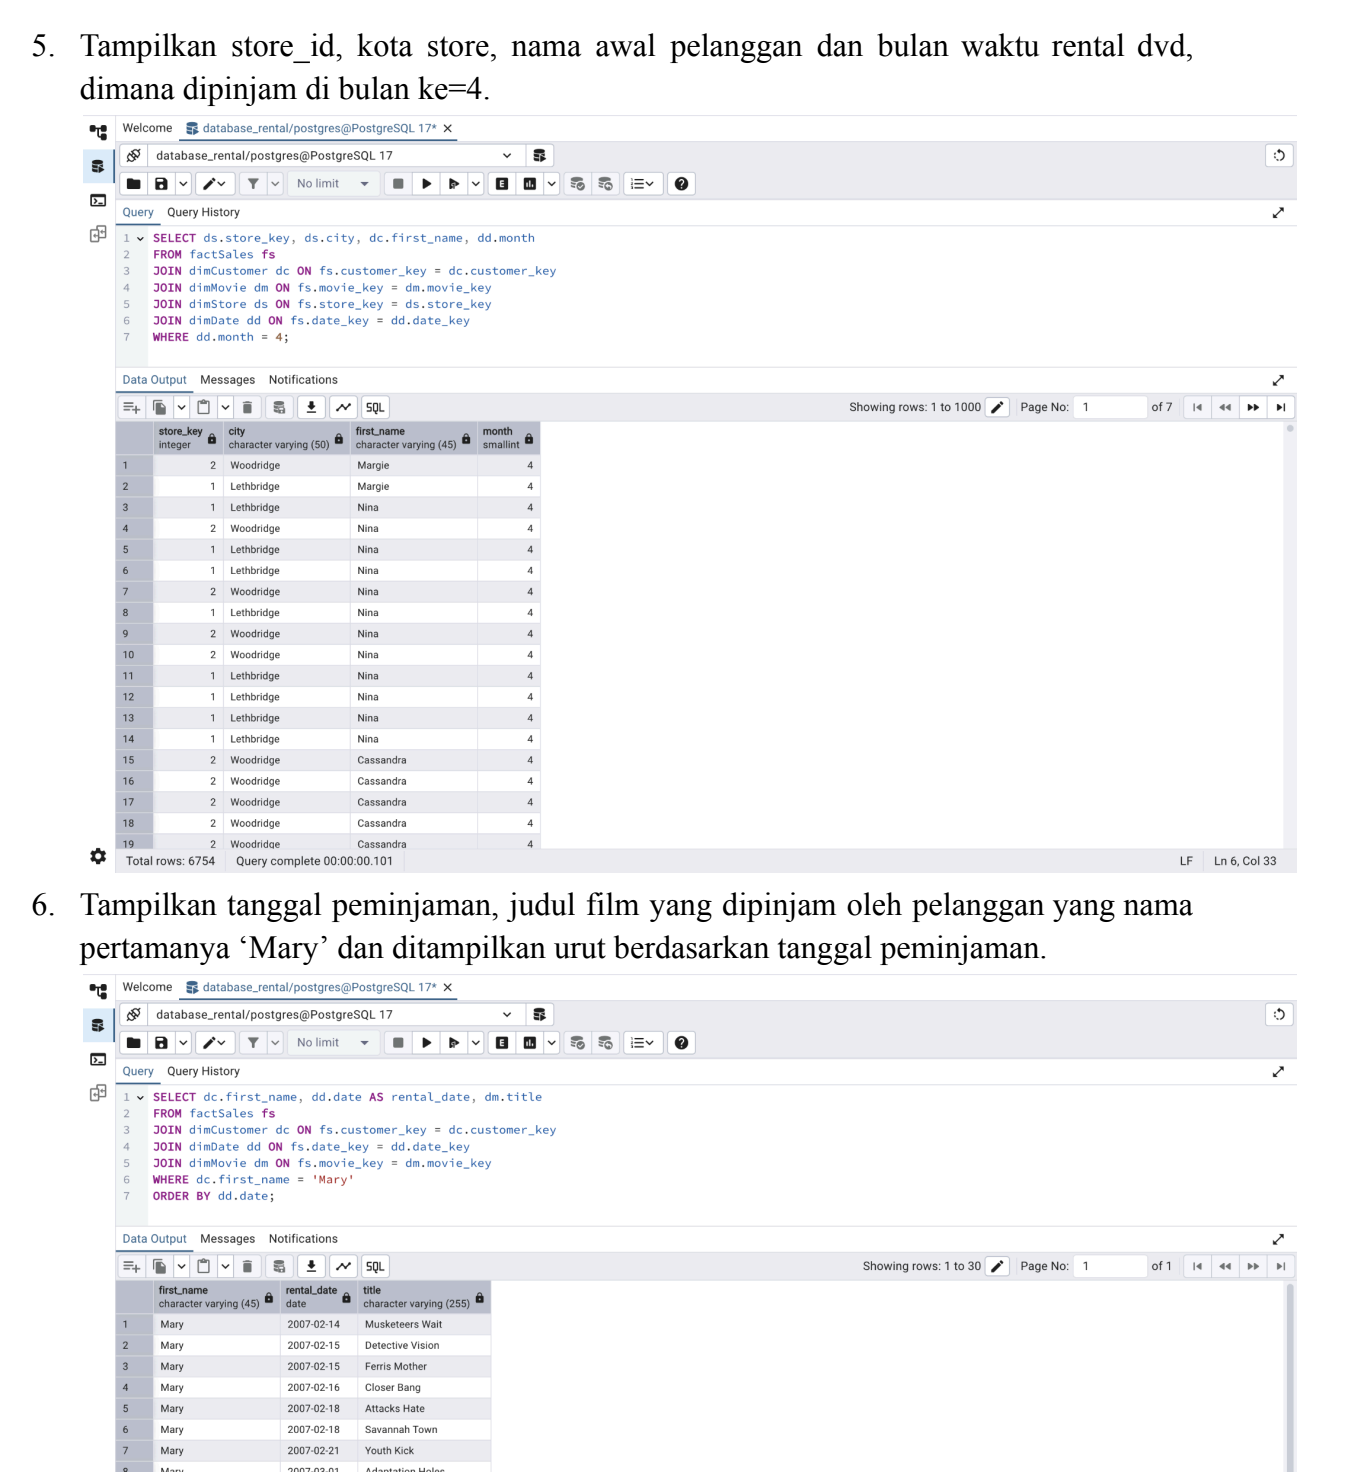 5. Tampilkan store_id, kota store, nama awal pelanggan dan bulan waktu rental dvd,
dimana dipinjam di bulan ke=4.
Welcome database_rental/postgres@PostgreSQL 17* X
database_rental/postgres@PostgreSQL 17
No limit
Query Query History
1 SELECT ds.store_key, ds.city, dc.first_name, dd.month
2 FROM factSales fs
3 JOIN dimCustomer dc ON fs.customer_key = dc.customer_key
4 JOIN dimMovie dm ON fs.movie_key = dm.movie_key
5 JOIN dimStore ds ON fs.store_key = ds.store_key
6 JOIN dimDate dd ON fs.date_key = dd.date_key
7 WHERE dd.month = 4;
Data Output Messages Notifications
SQL Showing rows: 1 to 1000 Page No: 1 of 7
store_key city first_name month
integer character varying (50) character varying (45) smallint
1 2 Woodridge Margie 4
2 1 Lethbridge Margie 4
3 1 Lethbridge Nina 4
4 2 Woodridge Nina 4
5 1 Lethbridge Nina 4
6 1 Lethbridge Nina 4
7 2 Woodridge Nina 4
8 1 Lethbridge Nina 4
9 2 Woodridge Nina 4
10 2 Woodridge Nina 4
11 1 Lethbridge Nina 4
12 1 Lethbridge Nina 4
13 1 Lethbridge Nina 4
14 1 Lethbridge Nina 4
15 2 Woodridge Cassandra 4
16 2 Woodridge Cassandra 4
17 2 Woodridge Cassandra 4
18 2 Woodridge Cassandra 4
19 2 Woodridge Cassandra 4
Total rows: 6754 Query complete 00:00:00.101 LF Ln 6, Col 33
6. Tampilkan tanggal peminjaman, judul film yang dipinjam oleh pelanggan yang nama
pertamanya ‘Mary’ dan ditampilkan urut berdasarkan tanggal peminjaman.
Welcome database_rental/postgres@PostgreSQL 17* X
database_rental/postgres@PostgreSQL 17
No limit
Query Query History
1 SELECT dc.first_name, dd.date AS rental_date, dm.title
2 FROM factSales fs
3 JOIN dimCustomer dc ON fs.customer_key = dc.customer_key
4 JOIN dimDate dd ON fs.date_key = dd.date_key
5 JOIN dimMovie dm ON fs.movie_key = dm.movie_key
6 WHERE dc.first_name = 'Mary'
7 ORDER BY dd.date;
Data Output Messages Notifications
SQL Showing rows: 1 to 30 Page No: 1 of 1
first_name rental_date title
character varying (45) date character varying (255)
1 Mary 2007-02-14 Musketeers Wait
2 Mary 2007-02-15 Detective Vision
3 Mary 2007-02-15 Ferris Mother
4 Mary 2007-02-16 Closer Bang
5 Mary 2007-02-18 Attacks Hate
6 Mary 2007-02-18 Savannah Town
7 Mary 2007-02-21 Youth Kick
8 Mary 2007-03-01 Adaptation Holes